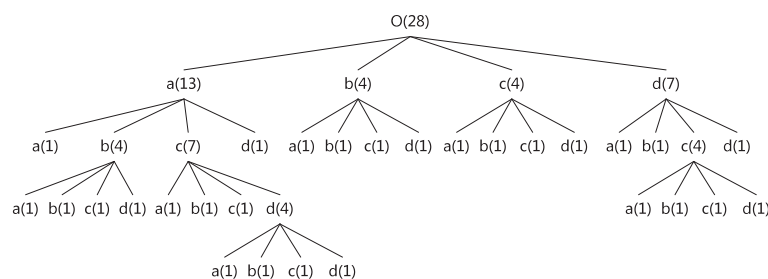 O(28)
a(13) b(4) c(4) d(7)
a(1) b(4) c(7) d(1) a(1) b(1) c(1) d(1) a(1) b(1) c(1) d(1) a(1) b(1) c(4) d(1)
a(1) b(1) c(1) d(1) a(1) b(1) c(1) d(4) a(1) b(1) c(1) d(1)
a(1) b(1) c(1) d(1)